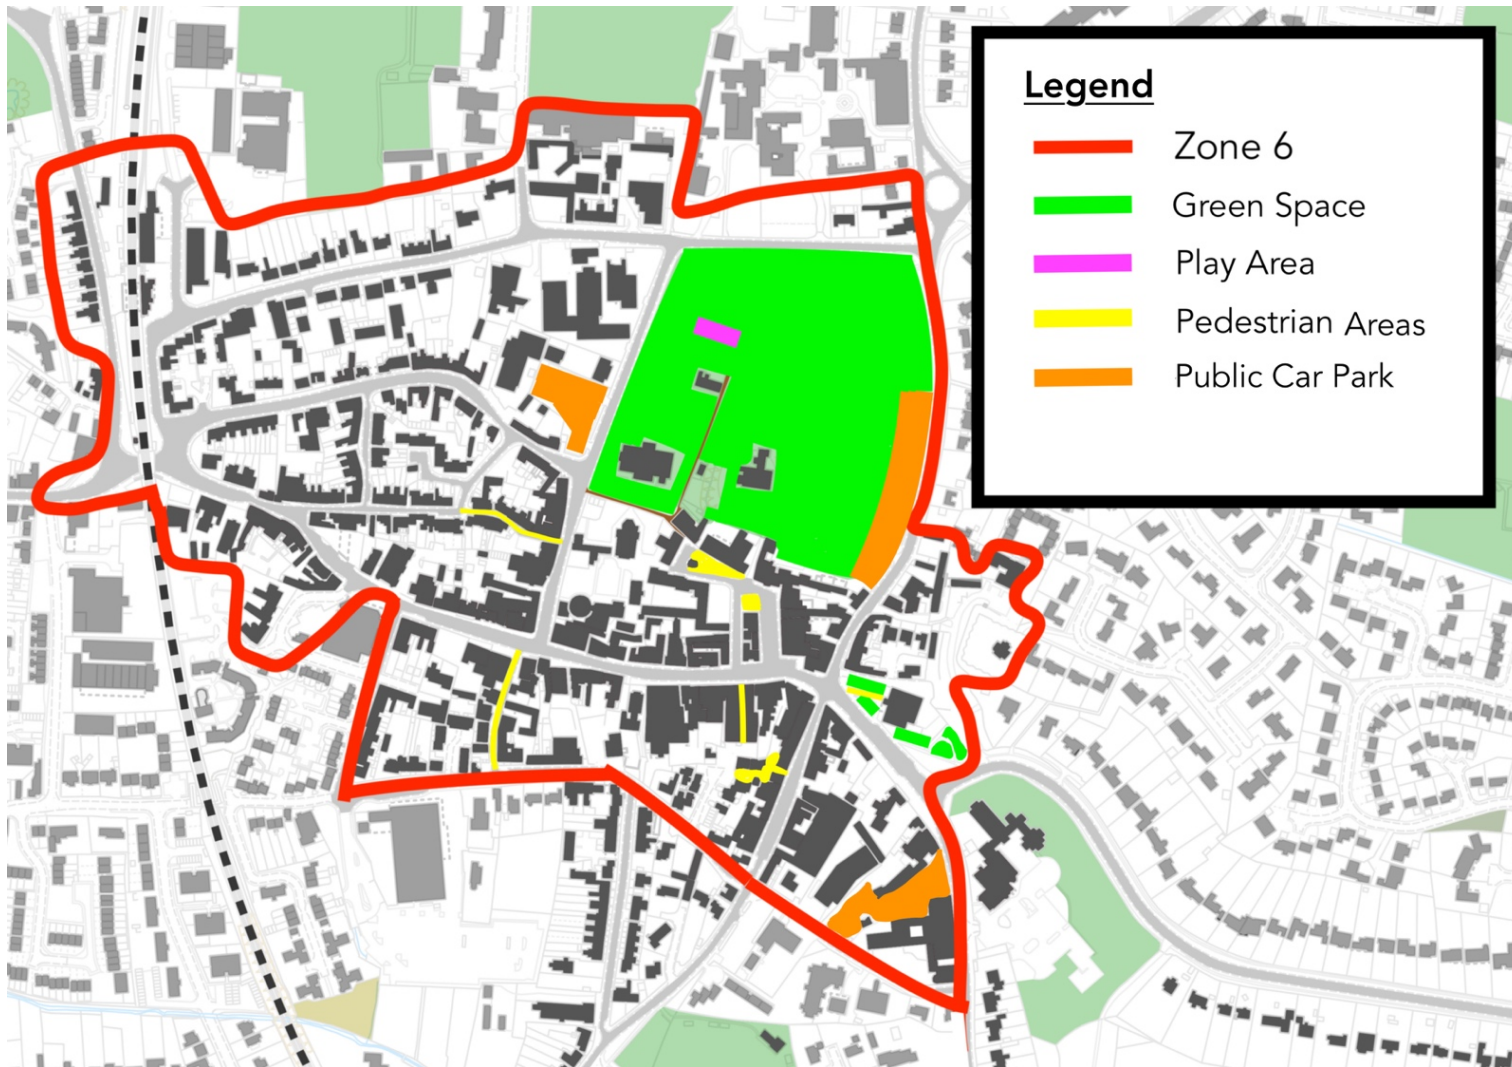 Legend
Zone 6
Green Space
Play Area
Pedestrian Areas
Public Car Park